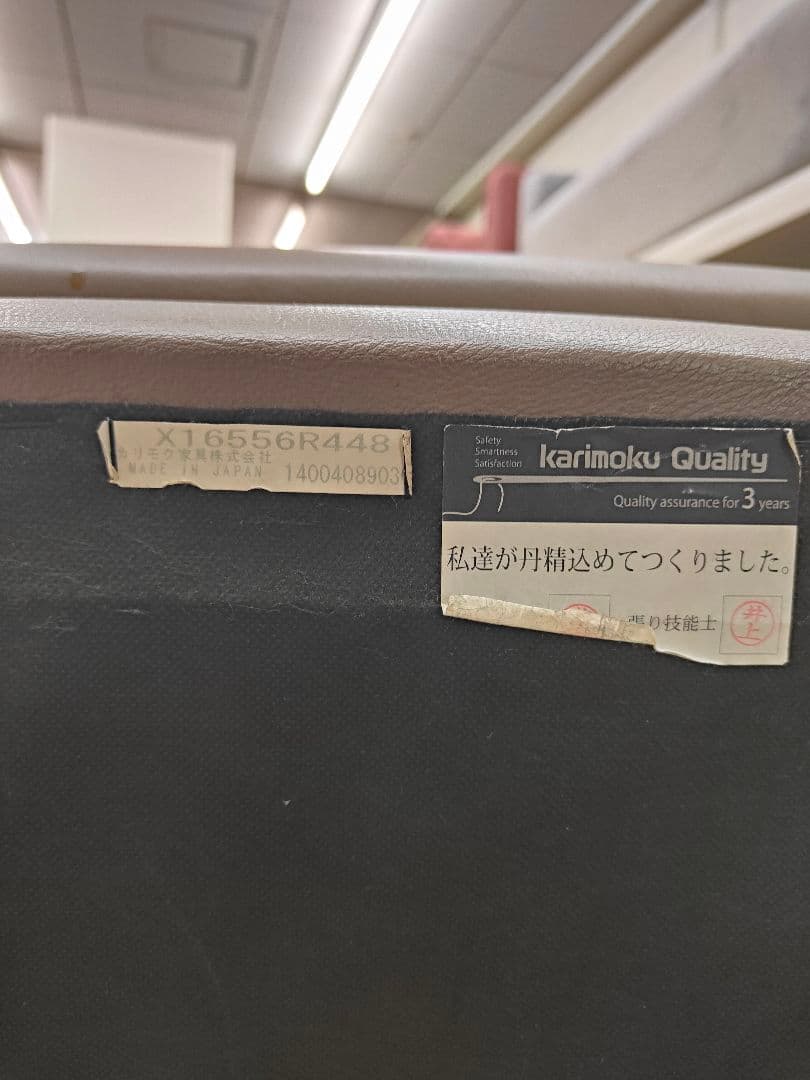 X16556R448
カリモク家具株式会社
MADE IN JAPAN 1400408903
Safety
Smartness
Satisfaction
karimoku Quality
Quality assurance for 3 years
私達が丹精込めてつくりました。
張り技能士 井上